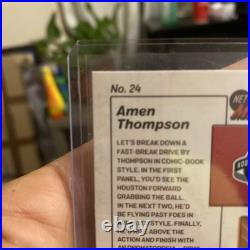 No. 24
NET
Amen
Thompson
LET'S BREAK DOWN A
FAST-BREAK DRIVE BY
THOMPSON IN COMIC-BOOK
STYLE. IN THE FIRST
PANEL, YOU'D SEE THE
HOUSTON FORWARD
GRABBING THE BALL.
IN THE NEXT TWO, HE'D
BE FLYING PAST FOES IN
STYLE. FINALLY,
ABOVE THE
ACTION AND FINISH WITH